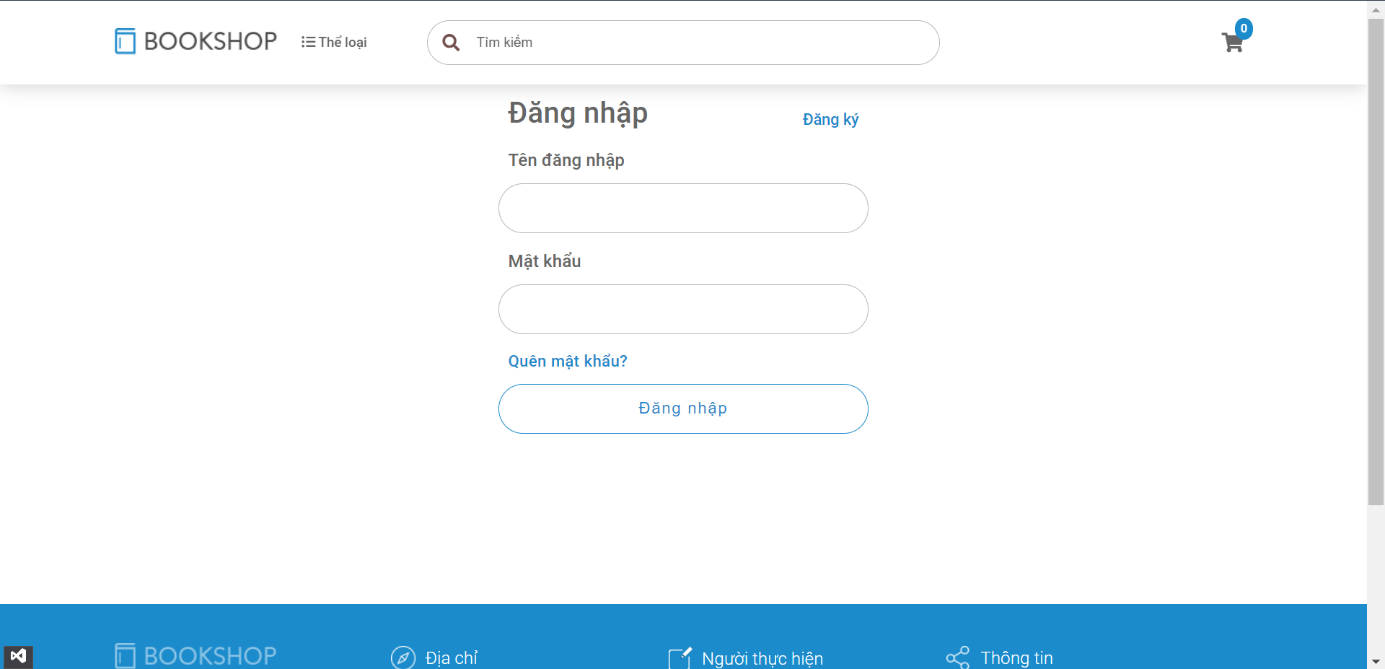 BOOKSHOP
Thể loại
Tìm kiếm
0
Đăng nhập
Đăng ký
Tên đăng nhập
Mật khẩu
Quên mật khẩu?
Đăng nhập
BOOKSHOP
Địa chỉ
Người thực hiện
Thông tin